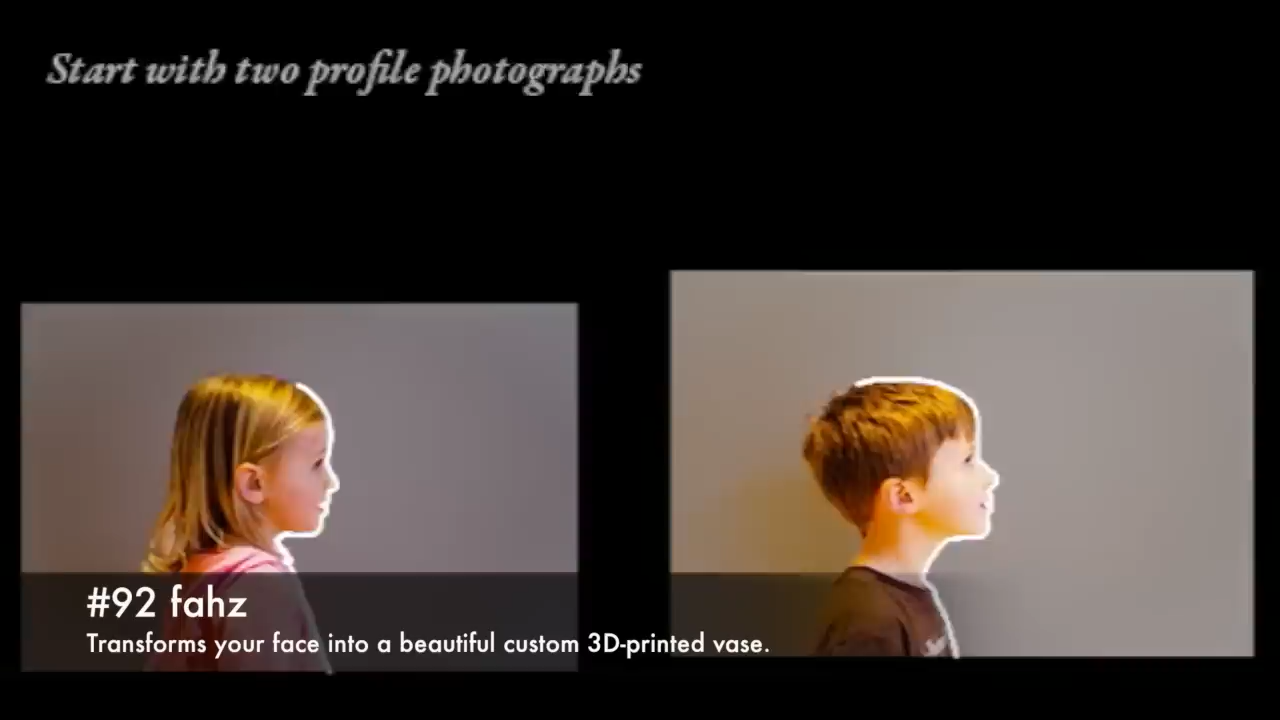 Start with two profile photographs
#92 fahz
Transforms your face into a beautiful custom 3D-printed vase.